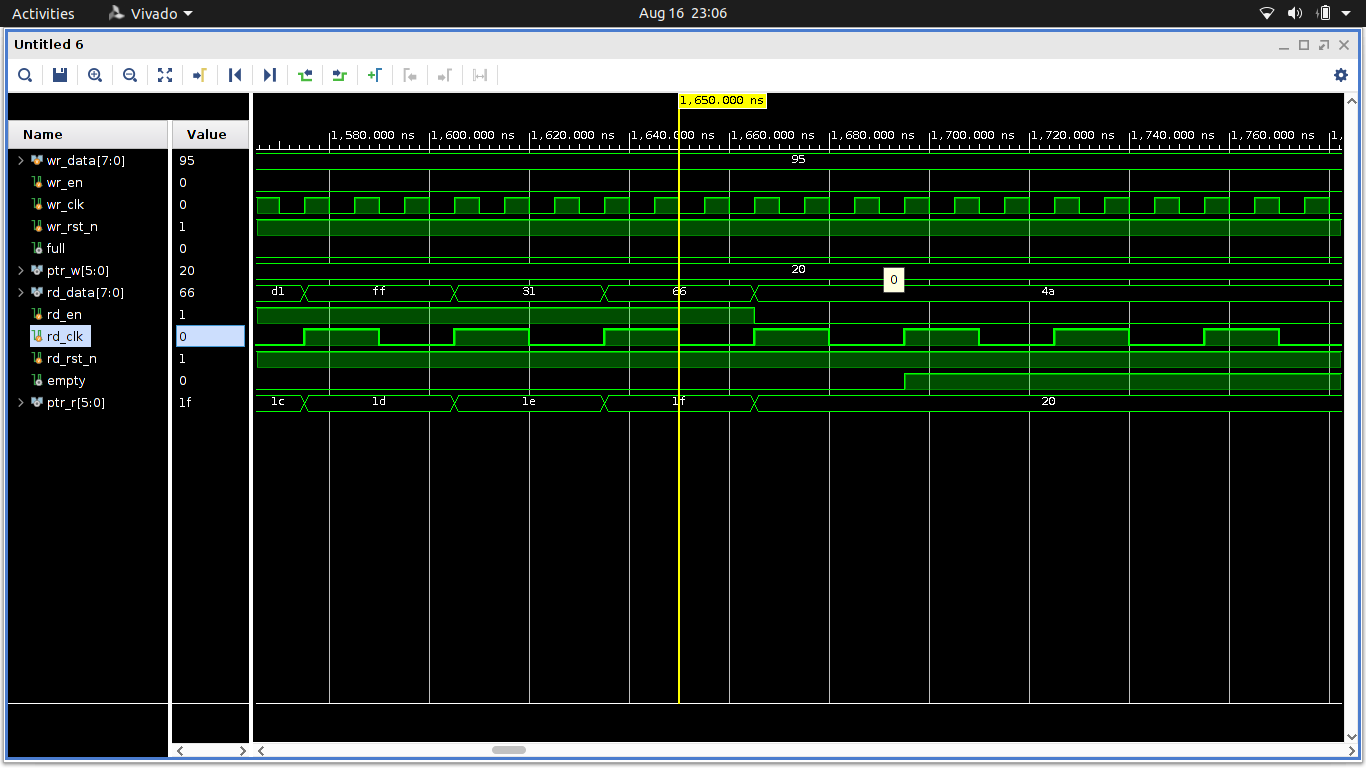 Activities Vivado Aug 16 23:06
Untitled 6
1,650.000 ns
Name Value
1,580.000 ns 1,600.000 ns 1,620.000 ns 1,640.000 ns 1,660.000 ns 1,680.000 ns 1,700.000 ns 1,720.000 ns 1,740.000 ns 1,760.000 ns 1,
wr_data[7:0] 95 95
wr_en 0
wr_clk 0
wr_rst_n 1
full 0
ptr_w[5:0] 20 20
0
rd_data[7:0] 66 d1 ff 31 66 4a
rd_en 1
rd_clk 0
rd_rst_n 1
empty 0
ptr_r[5:0] 1f 1c 1d 1e 1f 20